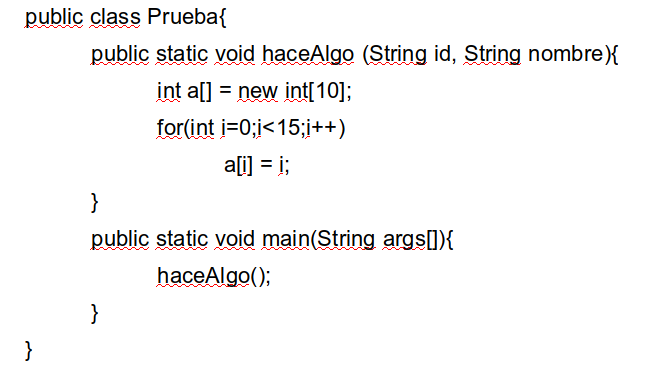 public class Prueba{
public static void haceAlgo (String id, String nombre){
int a[] = new int[10];
for(int i=0;i<15;i++)
a[i] = i;
}
public static void main(String args[]){
haceAlgo();
}
}